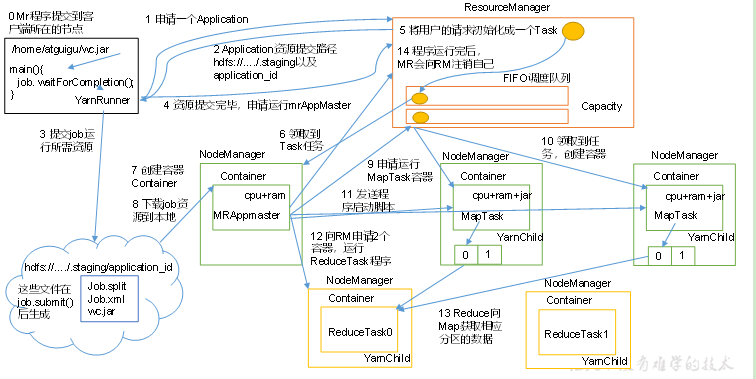 0 Mr程序提交到客
户端所在的节点
/home/atguigu/wc.jar
main(){
job. waitForCompletion();
}
YarnRunner
1 申请一个Application
2 Application资源提交路径
hdfs://…./.staging以及
application_id
4 资源提交完毕，申请运行mrAppMaster
ResourceManager
5 将用户的请求初始化成一个Task
14 程序运行完后，
MR会向RM注销自己
FIFO调度队列
Capacity
3 提交job运
行所需资源
6 领取到
Task任务
7 创建容器
Container
8 下载job资
源到本地
9 申请运行
MapTask容器
10 领取到任
务，创建容器
11 发送程
序启动脚本
12 向RM申请2个
容器，运行
ReduceTask程序
13 Reduce向
Map获取相应
分区的数据
NodeManager
Container
cpu+ram
MRAppmaster
NodeManager
Container
cpu+ram+jar
MapTask
YarnChild
0 1
NodeManager
Container
cpu+ram+jar
MapTask
YarnChild
0 1
hdfs://…./.staging/application_id
这些文件在
job.submit()
后生成
Job.split
Job.xml
wc.jar
NodeManager
Container
ReduceTask0
YarnChild
NodeManager
Container
ReduceTask1
YarnChild
难学的技术